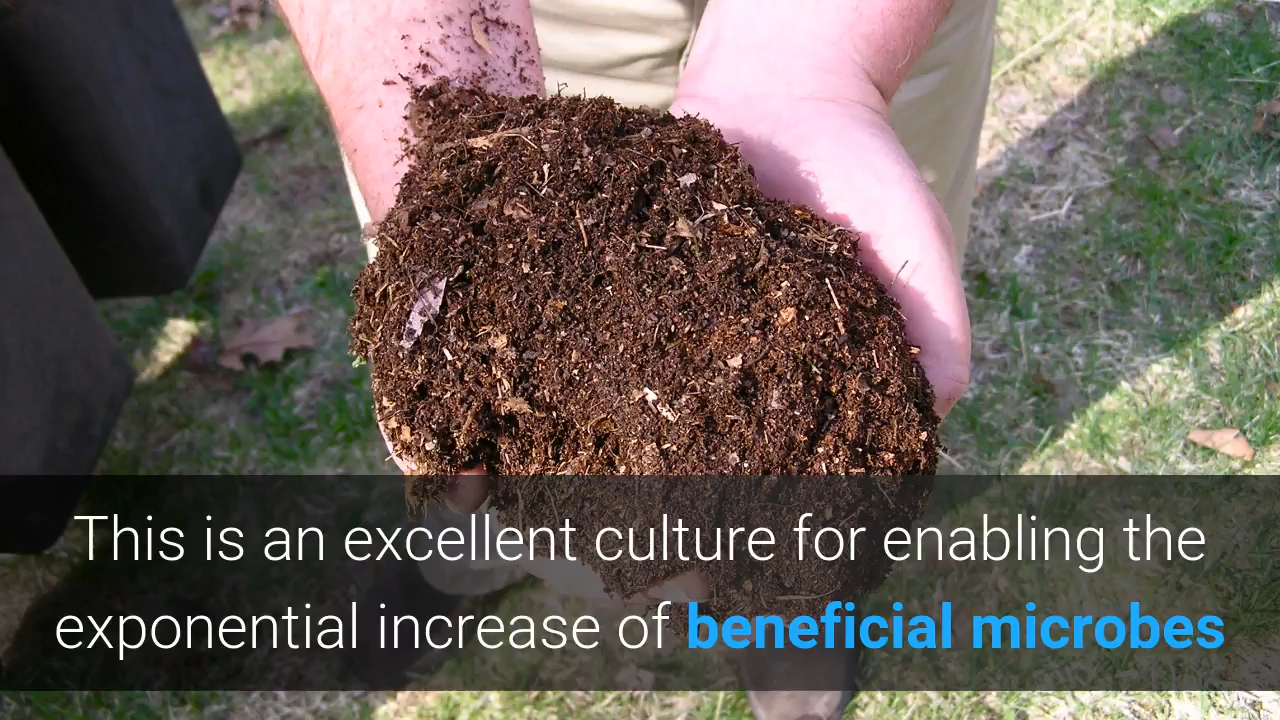 This is an excellent culture for enabling the
exponential increase of beneficial microbes